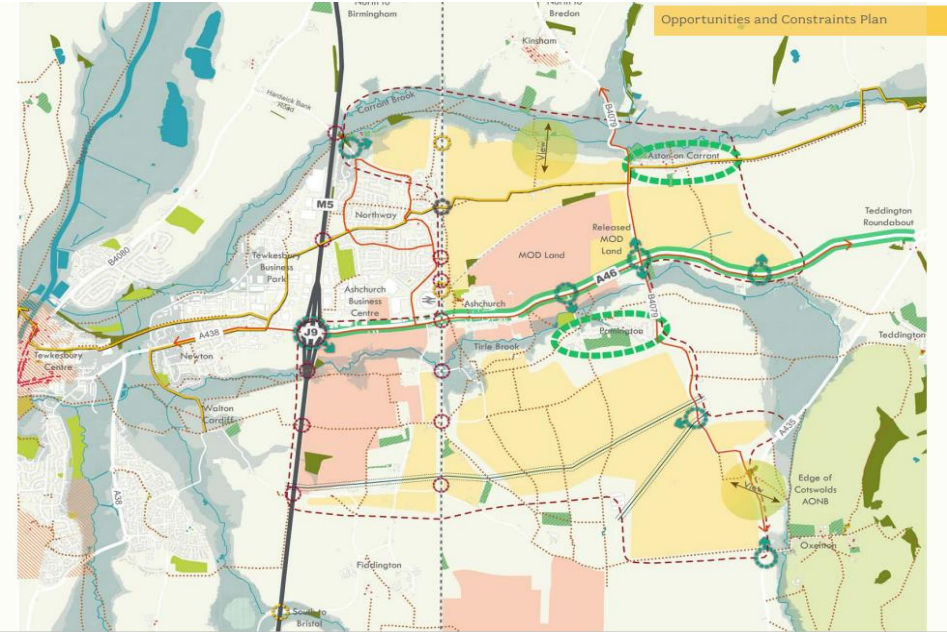 North to
Birmingham
North to
Bredon
Opportunities and Constraints Plan
Kinsham
Hardwick Bank
Road
Carrant Brook
B4079
View
Aston on Carrant
M5
Northway
Teddington
Roundabout
Released
MOD
Land
MOD Land
B4080
Tewkesbury
Business
Park
A46
Ashchurch
Business
Centre
Ashchurch
B4079
J9
A438
Pamington
Teddington
Tirle Brook
Tewkesbury
Centre
Newton
Walton
Cardiff
A435
View
Edge of
Cotswolds
AONB
A38
Oxenton
Fiddington
South to
Bristol